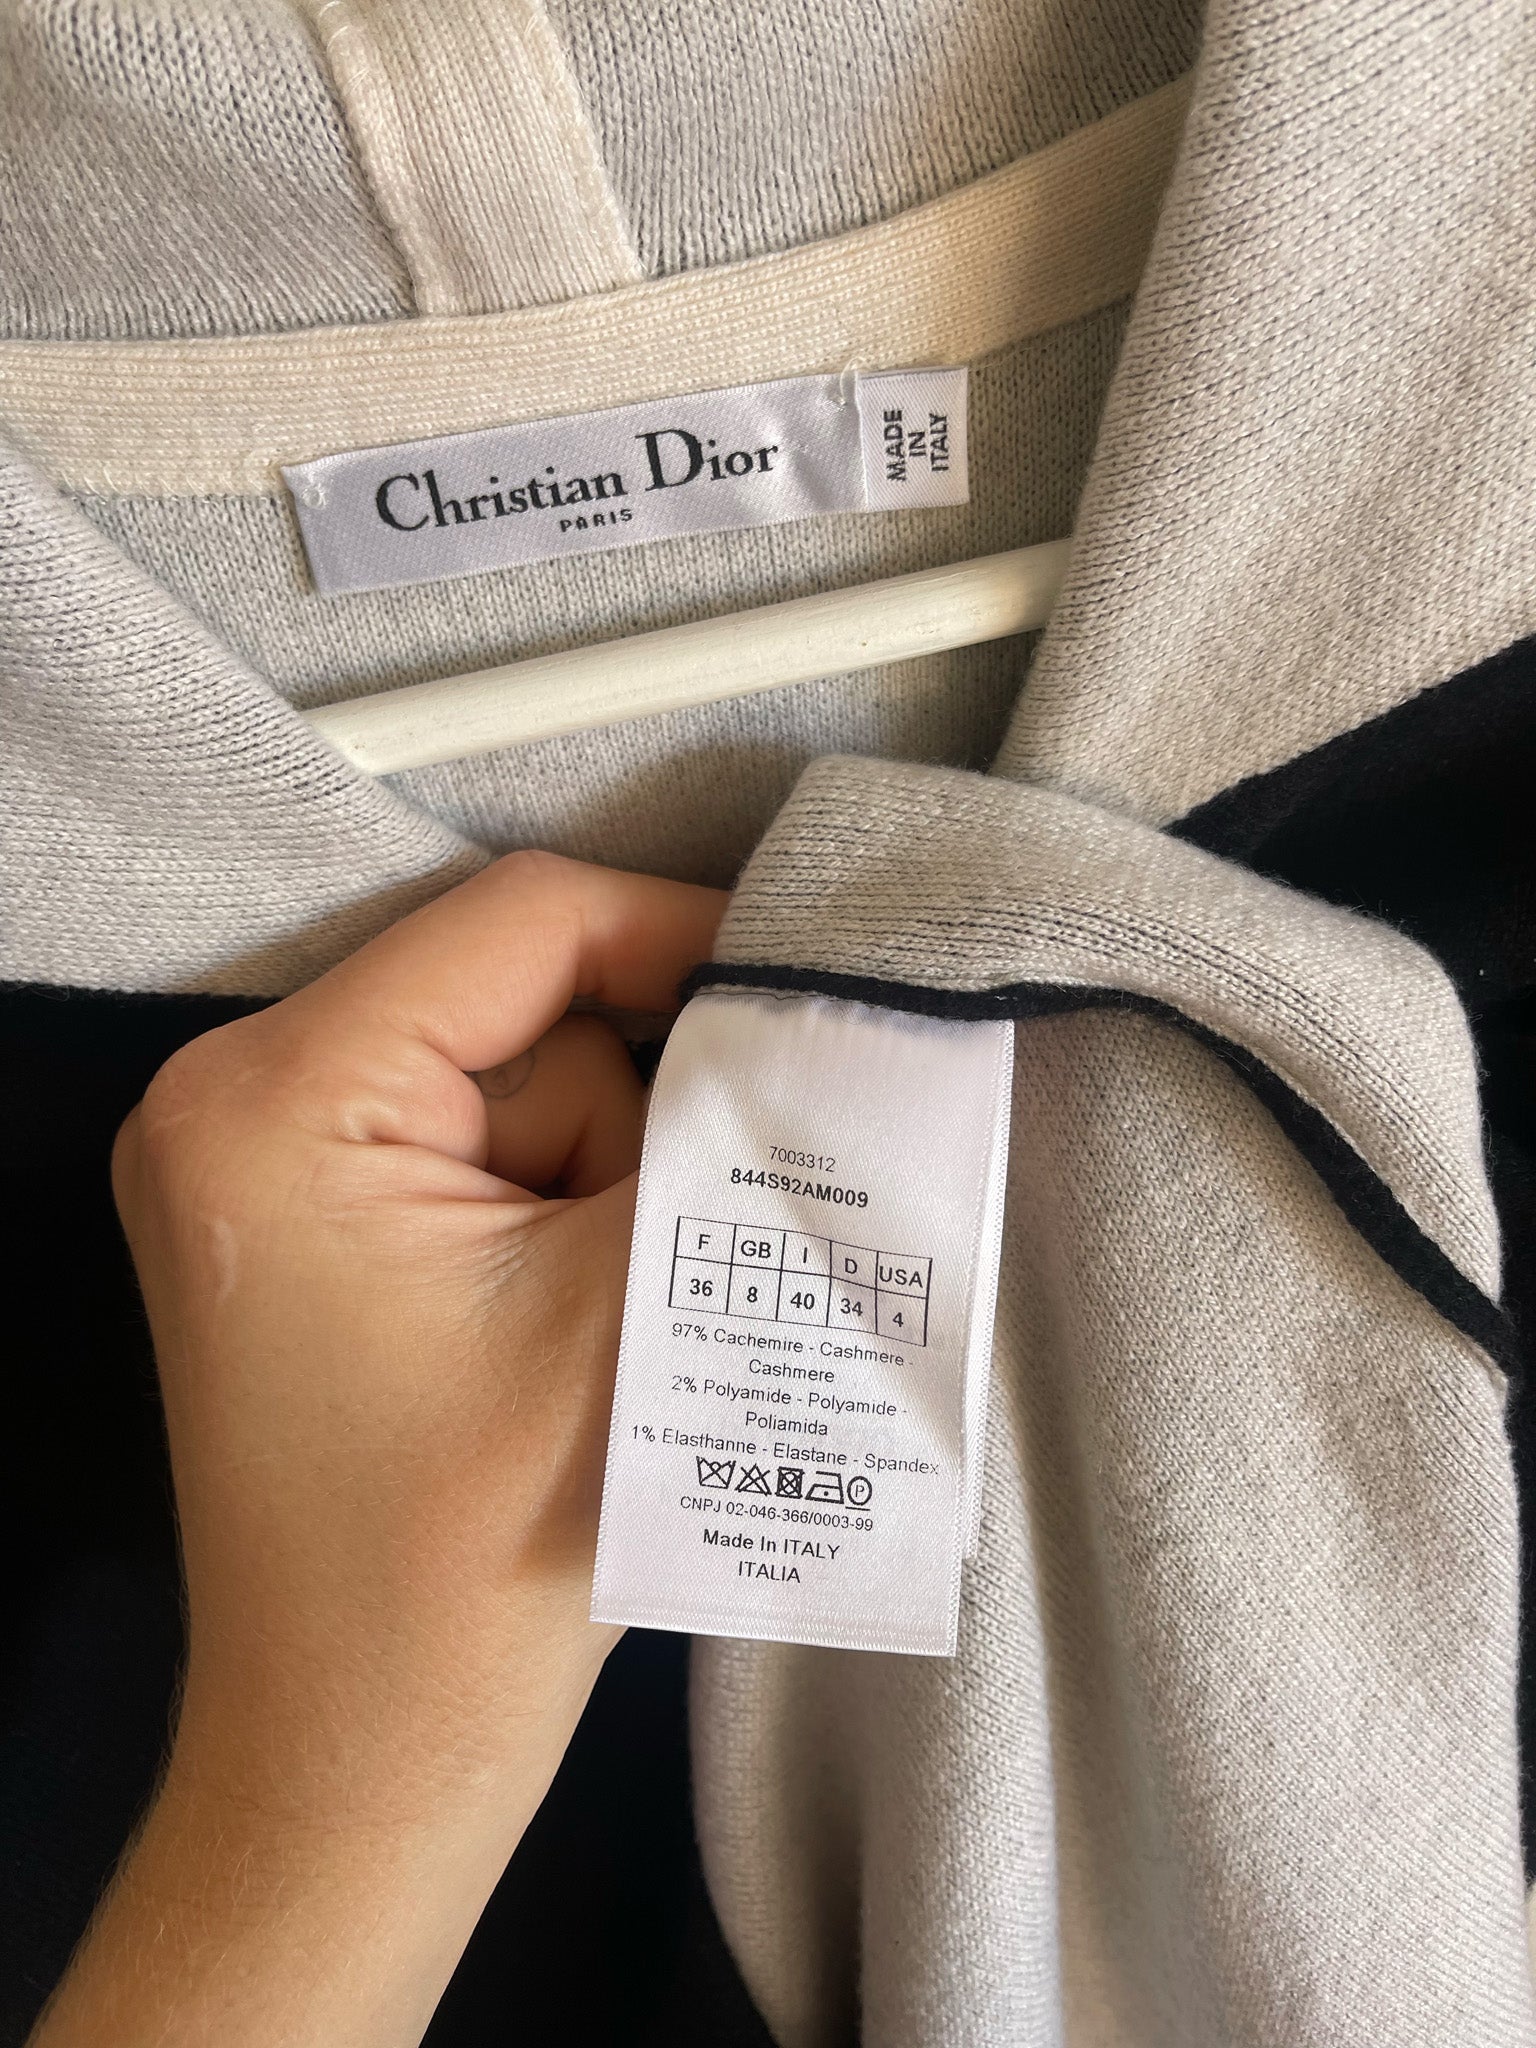 Christian Dior
PARIS
MADE
IN
ITALY
7003312
844S92AM009
F GB I D USA
36 8 40 34 4
97% Cachemire - Cashmere -
Cashmere
2% Polyamide - Polyamide -
Poliamida
1% Elasthanne - Elastane - Spandex
P
CNPJ 02-046-366/0003-99
Made In ITALY
ITALIA